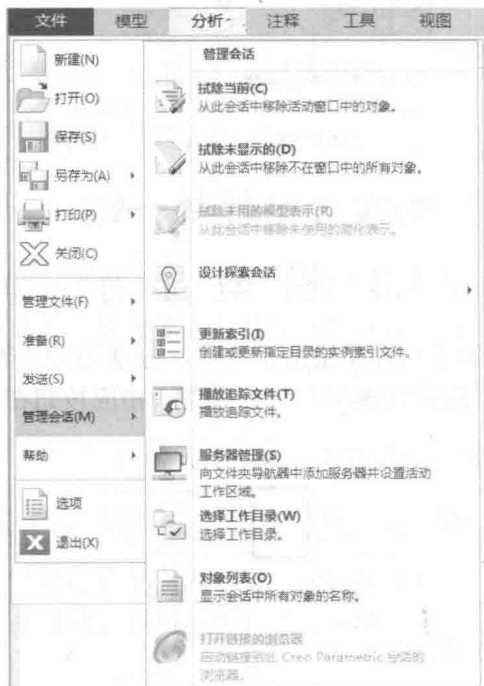 文件 模型 分析 注释 工具 视图
新建(N)
打开(O)
保存(S)
另存为(A)
打印(P)
关闭(C)
管理文件(F)
准备(R)
发送(S)
管理会话(M)
帮助
选项
退出(X)
管理会话
拭除当前(C)
从此会话中移除活动窗口中的对象。
拭除未显示的(D)
从此会话中移除不在窗口中的所有对象。
拭除未用的模型表示(R)
从此会话中移除未使用的简化表示。
设计探索会话
更新索引(I)
创建或更新指定目录的实例索引文件。
播放追踪文件(T)
播放追踪文件。
服务器管理(S)
向文件夹导航器中添加服务器并设置活动
工作区域。
选择工作目录(W)
选择工作目录。
对象列表(O)
显示会话中所有对象的名称。
打开链接的浏览器
启动链接到此 Creo Parametric 会话的
浏览器。